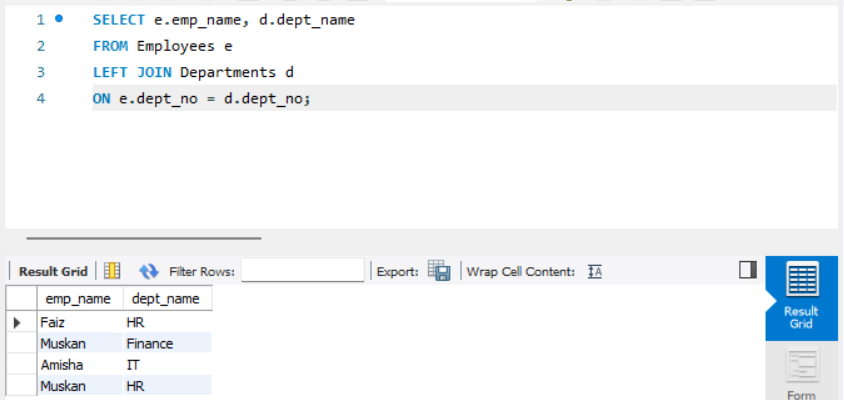 1 SELECT e.emp_name, d.dept_name
2 FROM Employees e
3 LEFT JOIN Departments d
4 ON e.dept_no = d.dept_no;
Result Grid Filter Rows: Export: Wrap Cell Content: IA
emp_name dept_name
Faiz HR
Muskan Finance
Amisha IT
Muskan HR
Result
Grid
Form